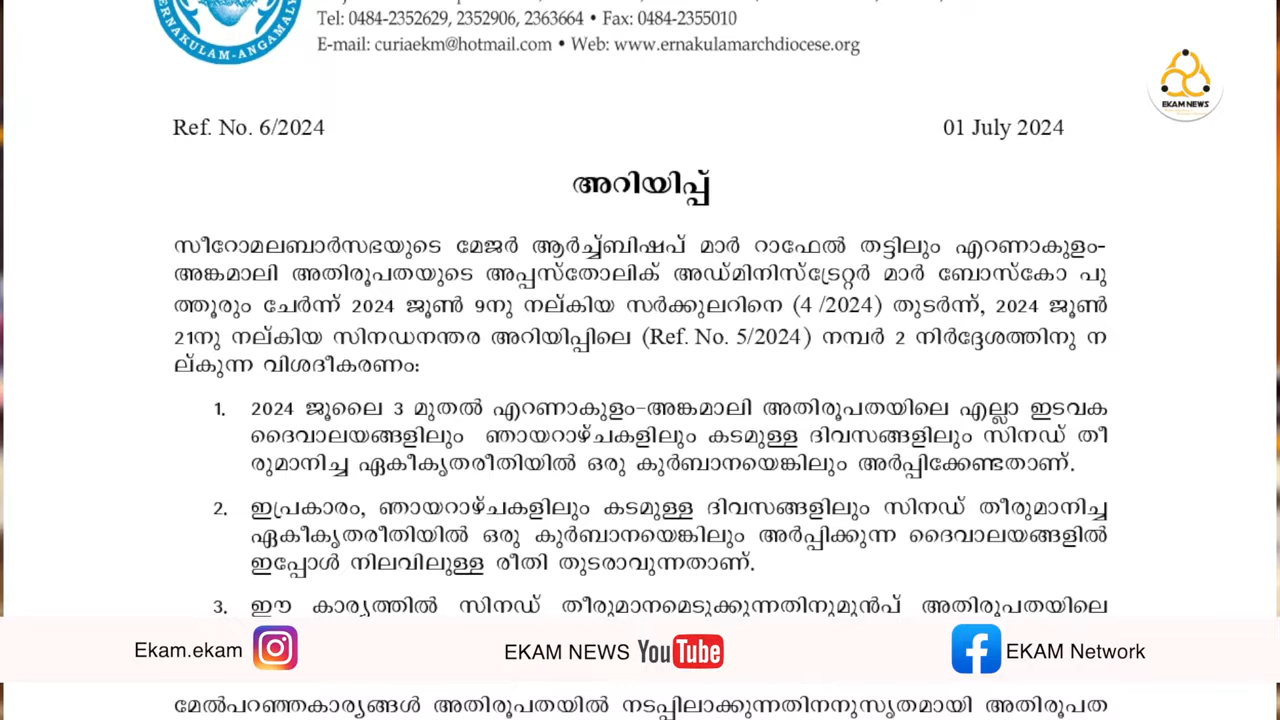 ERNAKULAM-ANGAMALY
Tel: 0484-2352629, 2352906, 2363664 • Fax: 0484-2355010
E-mail: curiaekm@hotmail.com • Web: www.ernakulamarchdiocese.org
EKAM NEWS
Ref. No. 6/2024 01 July 2024
അറിയിപ്പ്
സീറോമലബാർസഭയുടെ മേജർ ആർച്ച്ബിഷപ് മാർ റാഫേൽ തട്ടിലും എറണാകുളം-
അങ്കമാലി അതിരൂപതയുടെ അപ്പസ്തോലിക് അഡ്മിനിസ്ട്രേറ്റർ മാർ ബോസ്കോ പു
ത്തൂരും ചേർന്ന് 2024 ജൂൺ 9നു നല്കിയ സർക്കുലറിനെ (4 /2024) തുടർന്ന്, 2024 ജൂൺ
21നു നല്കിയ സിനഡനന്തര അറിയിപ്പിലെ (Ref. No. 5/2024) നമ്പർ 2 നിർദ്ദേശത്തിനു ന
ല്കുന്ന വിശദീകരണം:
1. 2024 ജൂലൈ 3 മുതൽ എറണാകുളം-അങ്കമാലി അതിരൂപതയിലെ എല്ലാ ഇടവക
ദൈവാലയങ്ങളിലും ഞായറാഴ്ചകളിലും കടമുള്ള ദിവസങ്ങളിലും സിനഡ് തീ
രുമാനിച്ച ഏകീകൃതരീതിയിൽ ഒരു കുർബാനയെങ്കിലും അർപ്പിക്കേണ്ടതാണ്.
2. ഇപ്രകാരം, ഞായറാഴ്ചകളിലും കടമുള്ള ദിവസങ്ങളിലും സിനഡ് തീരുമാനിച്ച
ഏകീകൃതരീതിയിൽ ഒരു കുർബാനയെങ്കിലും അർപ്പിക്കുന്ന ദൈവാലയങ്ങളിൽ
ഇപ്പോൾ നിലവിലുള്ള രീതി തുടരാവുന്നതാണ്.
3. ഈ കാര്യത്തിൽ സിനഡ് തീരുമാനമെടുക്കുന്നതിനുമുൻപ് അതിരൂപതയിലെ
Ekam.ekam EKAM NEWS YouTube EKAM Network
മേൽപറഞ്ഞകാര്യങ്ങൾ അതിരൂപതയിൽ നടപ്പിലാക്കുന്നതിനനുസൃതമായി അതിരൂപത